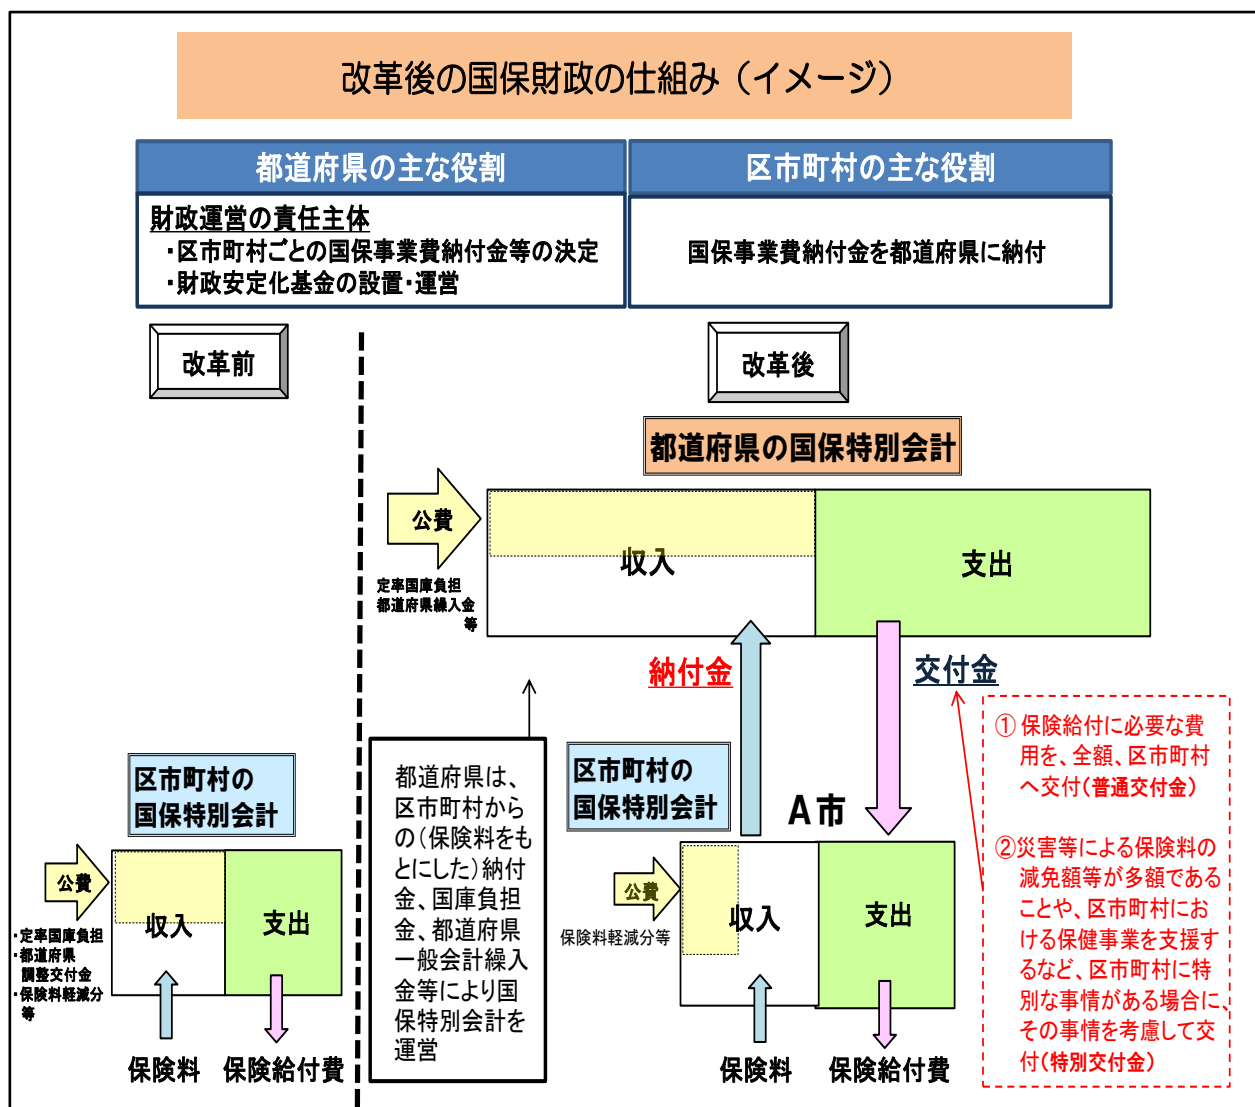 改革後の国保財政の仕組み（イメージ）
都道府県の主な役割
区市町村の主な役割
財政運営の責任主体
・区市町村ごとの国保事業費納付金等の決定
・財政安定化基金の設置・運営
国保事業費納付金を都道府県に納付
改革前
改革後
都道府県の国保特別会計
公費
定率国庫負担
都道府県繰入金
等
収入
支出
納付金
交付金
区市町村の
国保特別会計
公費
・定率国庫負担
・都道府県
調整交付金
・保険料軽減分
等
収入
支出
保険料
保険給付費
都道府県は、
区市町村から
の（保険料をも
とにした）納付
金、国庫負担
金、都道府県
一般会計繰入
金等により国
保特別会計を
運営
区市町村の
国保特別会計
A市
公費
保険料軽減分等
収入
支出
保険料
保険給付費
① 保険給付に必要な費
用を、全額、区市町村
へ交付(普通交付金)
②災害等による保険料の
減免額等が多額である
ことや、区市町村にお
ける保健事業を支援す
るなど、区市町村に特
別な事情がある場合に、
その事情を考慮して交
付(特別交付金)